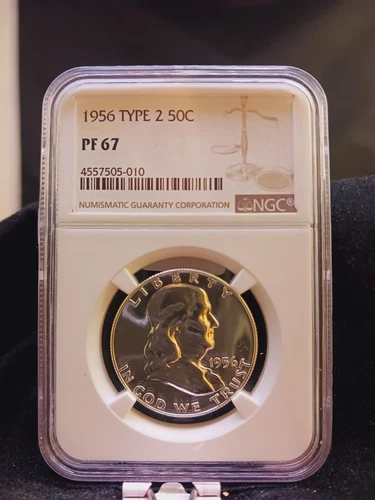 1956 TYPE 2 50C
PF 67
4557505-010
NUMISMATIC GUARANTY CORPORATION NGC®
LIBERTY
1956
IN GOD WE TRUST